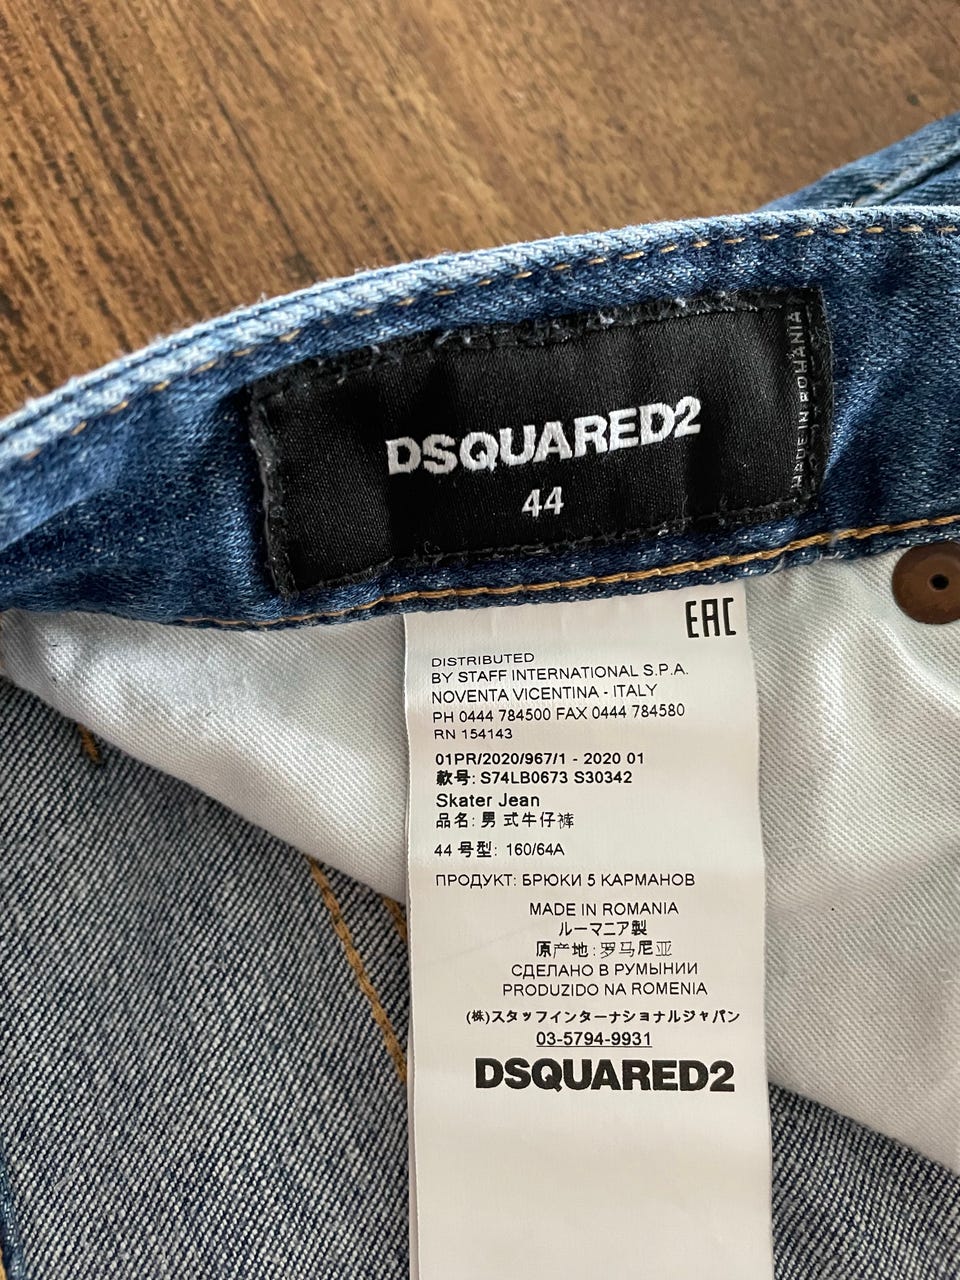 DSQUARED2
44
MADE IN ROMANIA
EAC
DISTRIBUTED
BY STAFF INTERNATIONAL S.P.A.
NOVENTA VICENTINA - ITALY
PH 0444 784500 FAX 0444 784580
RN 154143
01PR/2020/967/1 - 2020 01
款号: S74LB0673 S30342
Skater Jean
品名: 男 式牛仔裤
44 号型: 160/64A
ПРОДУКТ: БРЮКИ 5 КАРМАНОВ
MADE IN ROMANIA
ルーマニア製
原产地:罗马尼亚
СДЕЛАНО В РУМЫНИИ
PRODUZIDO NA ROMENIA
(株)スタッフインターナショナルジャパン
03-5794-9931
DSQUARED2